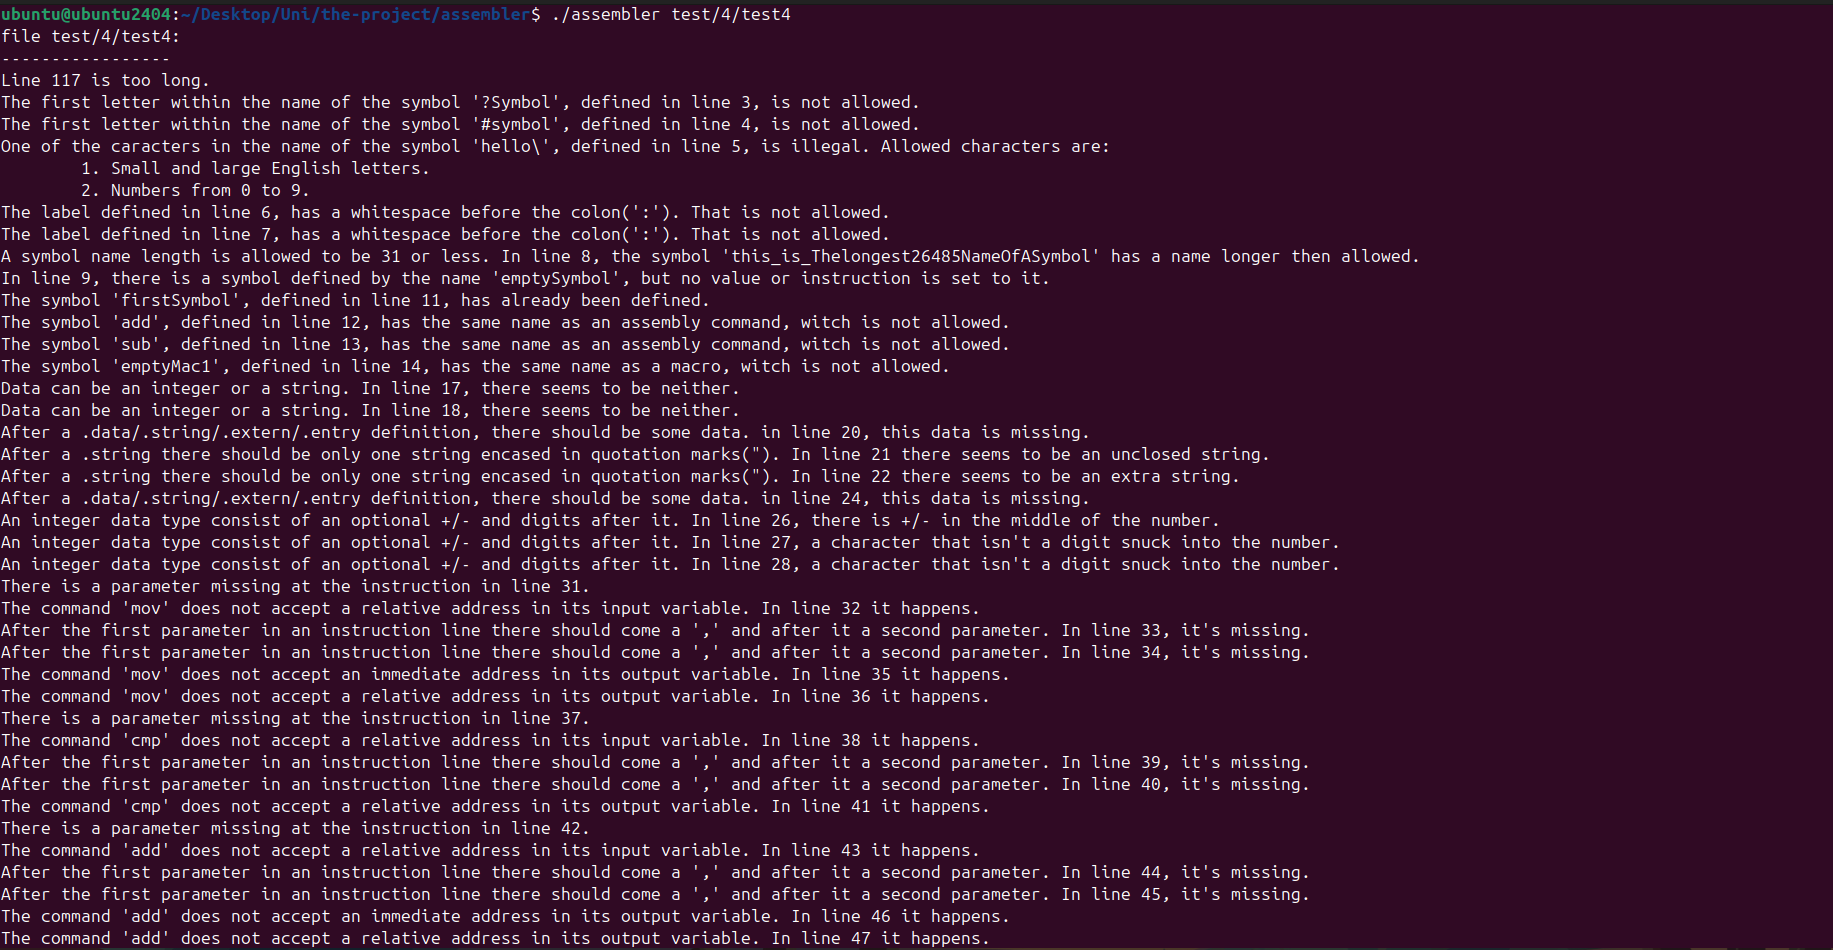 ubuntu@ubuntu2404:~/Desktop/Uni/the-project/assembler$ ./assembler test/4/test4
file test/4/test4:
-----------------
Line 117 is too long.
The first letter within the name of the symbol '?Symbol', defined in line 3, is not allowed.
The first letter within the name of the symbol '#symbol', defined in line 4, is not allowed.
One of the caracters in the name of the symbol 'hello\', defined in line 5, is illegal. Allowed characters are:
        1. Small and large English letters.
        2. Numbers from 0 to 9.
The label defined in line 6, has a whitespace before the colon(':'). That is not allowed.
The label defined in line 7, has a whitespace before the colon(':'). That is not allowed.
A symbol name length is allowed to be 31 or less. In line 8, the symbol 'this_is_Thelongest26485NameOfASymbol' has a name longer then allowed.
In line 9, there is a symbol defined by the name 'emptySymbol', but no value or instruction is set to it.
The symbol 'firstSymbol', defined in line 11, has already been defined.
The symbol 'add', defined in line 12, has the same name as an assembly command, witch is not allowed.
The symbol 'sub', defined in line 13, has the same name as an assembly command, witch is not allowed.
The symbol 'emptyMac1', defined in line 14, has the same name as a macro, witch is not allowed.
Data can be an integer or a string. In line 17, there seems to be neither.
Data can be an integer or a string. In line 18, there seems to be neither.
After a .data/.string/.extern/.entry definition, there should be some data. in line 20, this data is missing.
After a .string there should be only one string encased in quotation marks("). In line 21 there seems to be an unclosed string.
After a .string there should be only one string encased in quotation marks("). In line 22 there seems to be an extra string.
After a .data/.string/.extern/.entry definition, there should be some data. in line 24, this data is missing.
An integer data type consist of an optional +/- and digits after it. In line 26, there is +/- in the middle of the number.
An integer data type consist of an optional +/- and digits after it. In line 27, a character that isn't a digit snuck into the number.
An integer data type consist of an optional +/- and digits after it. In line 28, a character that isn't a digit snuck into the number.
There is a parameter missing at the instruction in line 31.
The command 'mov' does not accept a relative address in its input variable. In line 32 it happens.
After the first parameter in an instruction line there should come a ',' and after it a second parameter. In line 33, it's missing.
After the first parameter in an instruction line there should come a ',' and after it a second parameter. In line 34, it's missing.
The command 'mov' does not accept an immediate address in its output variable. In line 35 it happens.
The command 'mov' does not accept a relative address in its output variable. In line 36 it happens.
There is a parameter missing at the instruction in line 37.
The command 'cmp' does not accept a relative address in its input variable. In line 38 it happens.
After the first parameter in an instruction line there should come a ',' and after it a second parameter. In line 39, it's missing.
After the first parameter in an instruction line there should come a ',' and after it a second parameter. In line 40, it's missing.
The command 'cmp' does not accept a relative address in its output variable. In line 41 it happens.
There is a parameter missing at the instruction in line 42.
The command 'add' does not accept a relative address in its input variable. In line 43 it happens.
After the first parameter in an instruction line there should come a ',' and after it a second parameter. In line 44, it's missing.
After the first parameter in an instruction line there should come a ',' and after it a second parameter. In line 45, it's missing.
The command 'add' does not accept an immediate address in its output variable. In line 46 it happens.
The command 'add' does not accept a relative address in its output variable. In line 47 it happens.